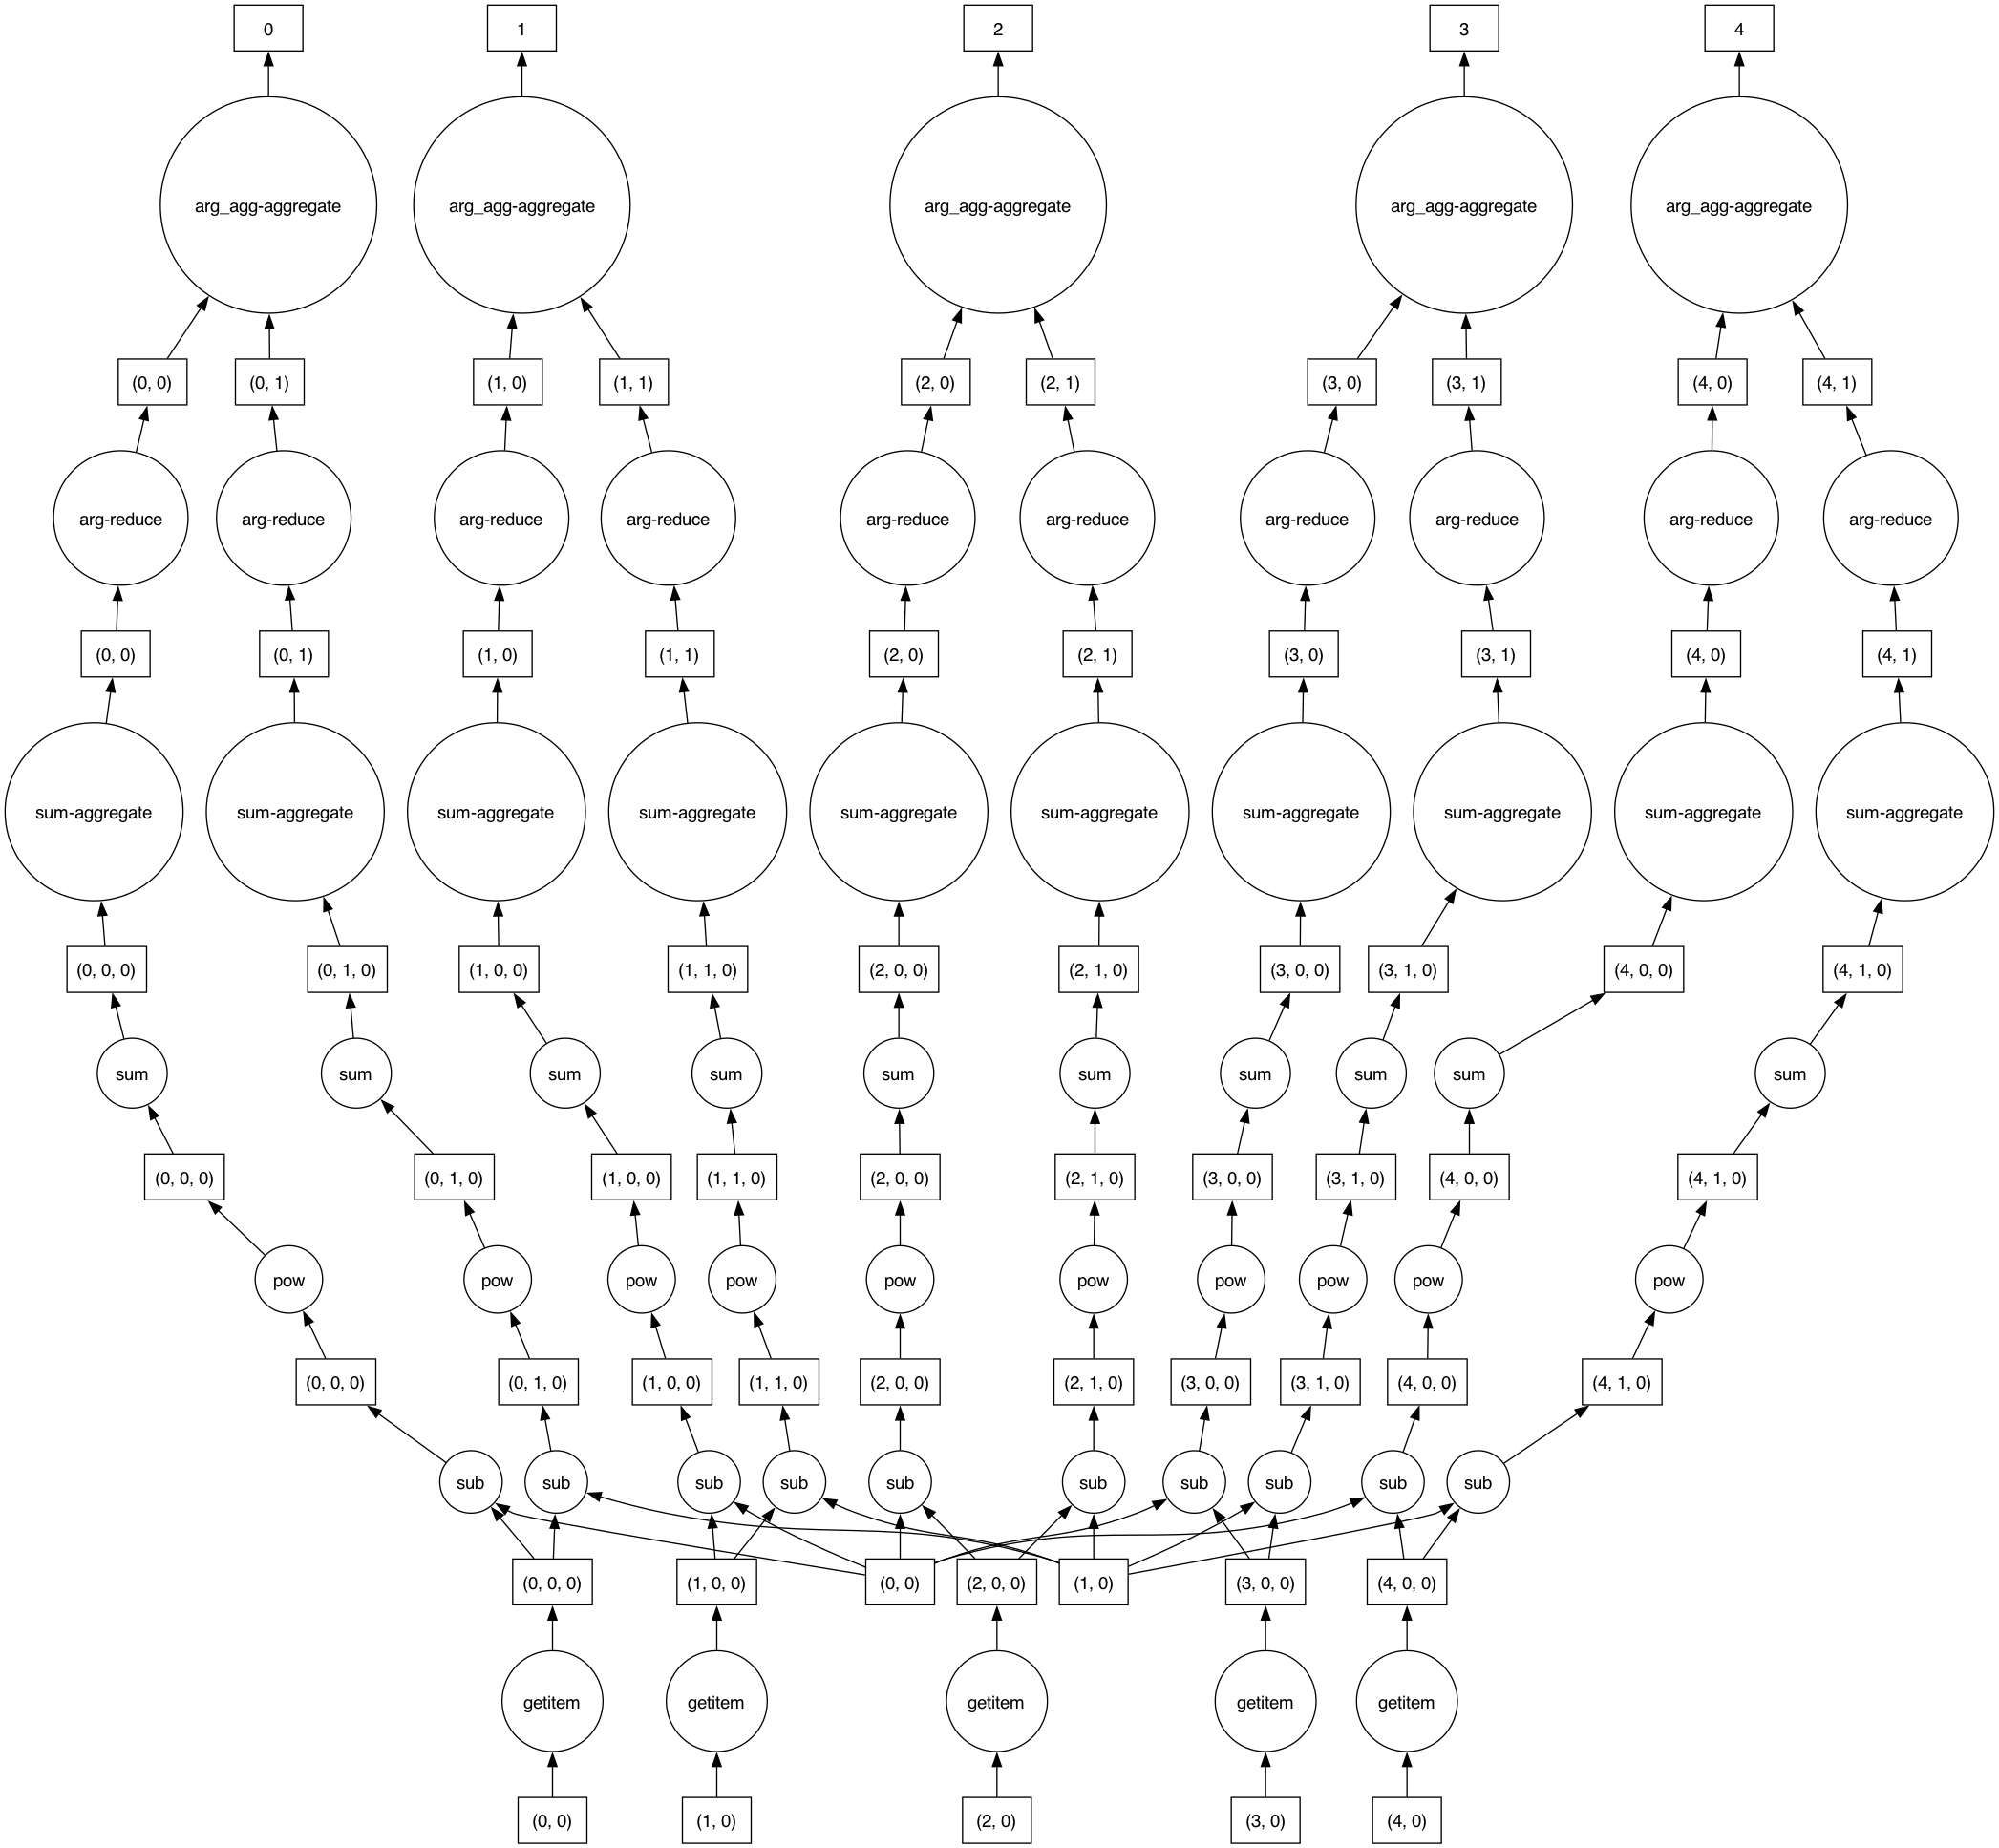 0 1 2 3 4
arg_agg-aggregate arg_agg-aggregate arg_agg-aggregate arg_agg-aggregate arg_agg-aggregate
(0, 0) (0, 1) (1, 0) (1, 1) (2, 0) (2, 1) (3, 0) (3, 1) (4, 0) (4, 1)
arg-reduce arg-reduce arg-reduce arg-reduce arg-reduce arg-reduce arg-reduce arg-reduce arg-reduce arg-reduce
(0, 0) (0, 1) (1, 0) (1, 1) (2, 0) (2, 1) (3, 0) (3, 1) (4, 0) (4, 1)
sum-aggregate sum-aggregate sum-aggregate sum-aggregate sum-aggregate sum-aggregate sum-aggregate sum-aggregate sum-aggregate sum-aggregate
(0, 0, 0) (0, 1, 0) (1, 0, 0) (1, 1, 0) (2, 0, 0) (2, 1, 0) (3, 0, 0) (3, 1, 0) (4, 0, 0) (4, 1, 0)
sum sum sum sum sum sum sum sum sum sum
(0, 0, 0) (0, 1, 0) (1, 0, 0) (1, 1, 0) (2, 0, 0) (2, 1, 0) (3, 0, 0) (3, 1, 0) (4, 0, 0) (4, 1, 0)
pow pow pow pow pow pow pow pow pow pow
(0, 0, 0) (0, 1, 0) (1, 0, 0) (1, 1, 0) (2, 0, 0) (2, 1, 0) (3, 0, 0) (3, 1, 0) (4, 0, 0) (4, 1, 0)
sub sub sub sub sub sub sub sub sub sub
(0, 0, 0) (1, 0, 0) (0, 0) (2, 0, 0) (1, 0) (3, 0, 0) (4, 0, 0)
getitem getitem getitem getitem getitem
(0, 0) (1, 0) (2, 0) (3, 0) (4, 0)